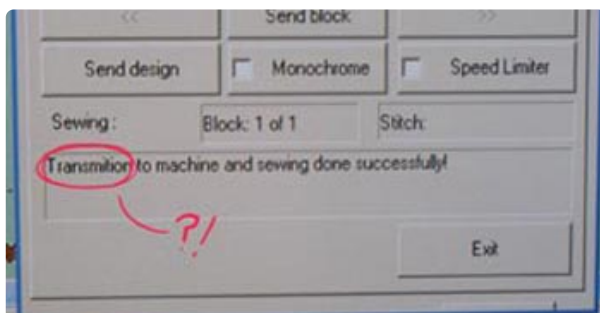 << Send block >>
Send design Monochrome Speed Limiter
Sewing: Block: 1 of 1 Stitch:
Transmition to machine and sewing done successfully!
?!
Exit